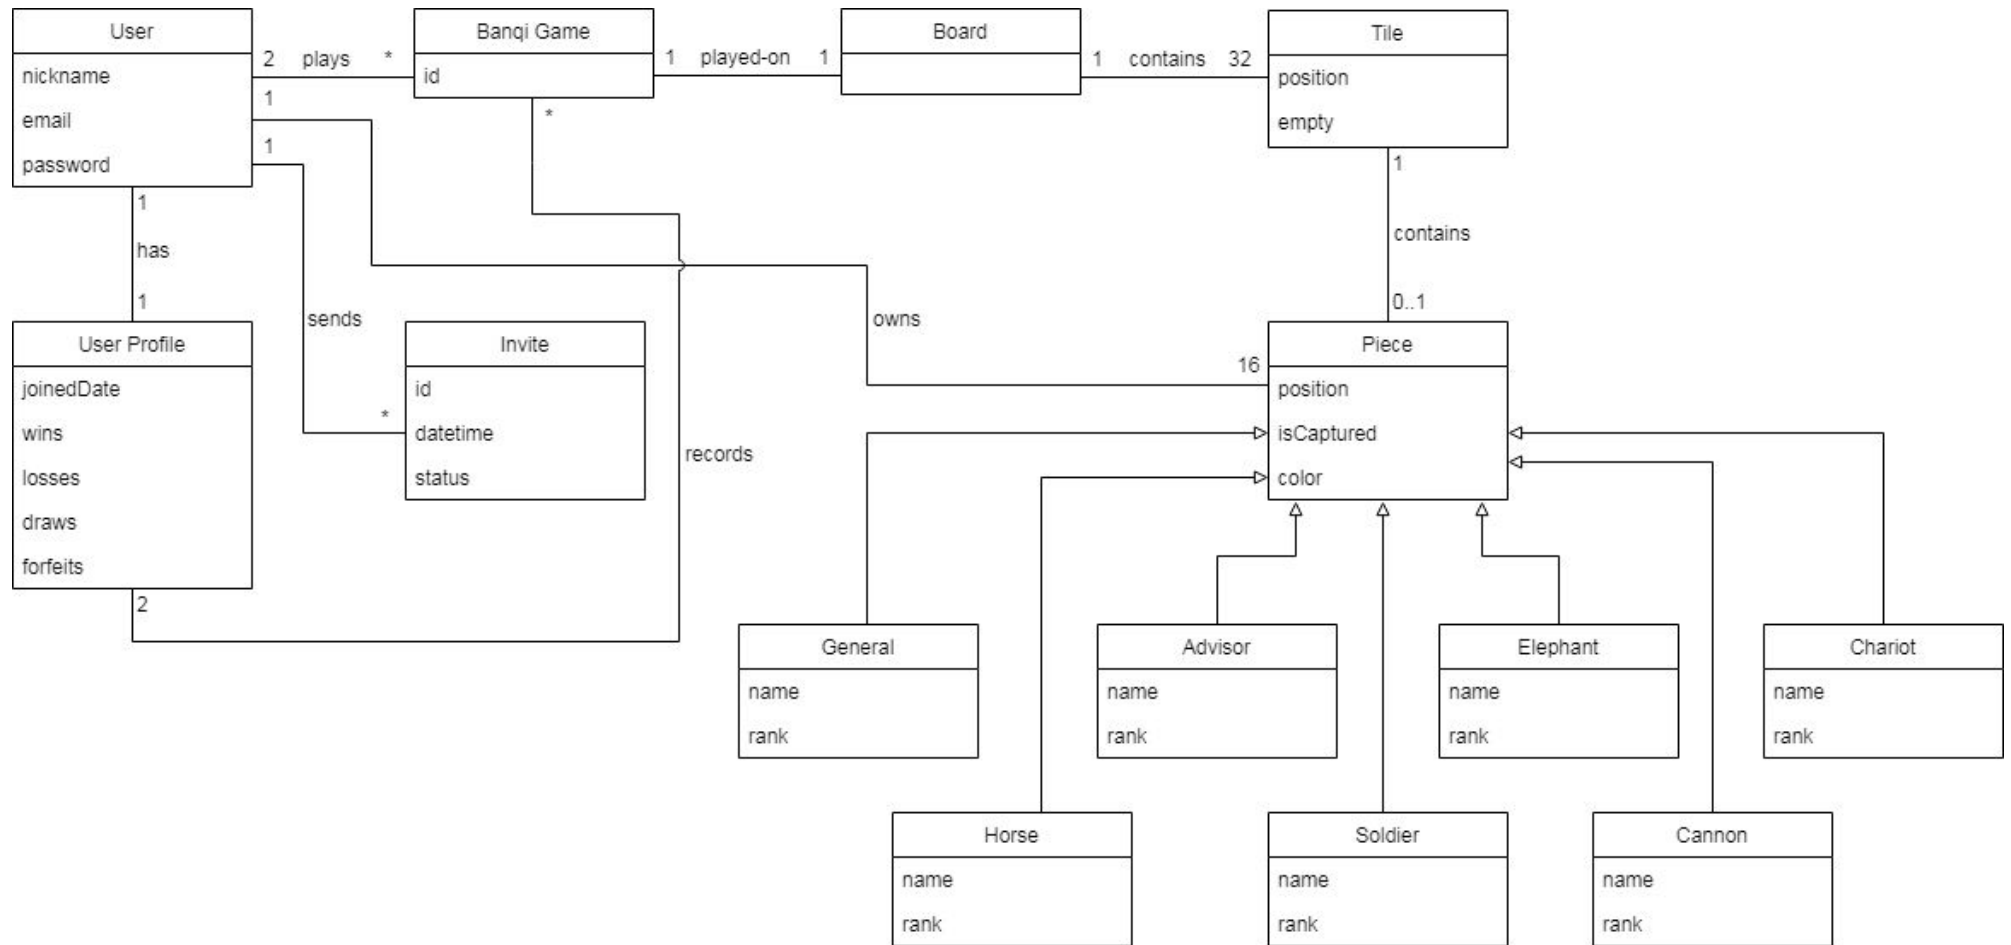 User
nickname
email
password
2 plays *
Banqi Game
id
1 played-on 1
Board
1 contains 32
Tile
position
empty
1
1
*
1
has
1
sends
*
1
contains
0..1
owns
16
records
User Profile
joinedDate
wins
losses
draws
forfeits
2
Invite
id
datetime
status
Piece
position
isCaptured
color
General
name
rank
Advisor
name
rank
Elephant
name
rank
Chariot
name
rank
Horse
name
rank
Soldier
name
rank
Cannon
name
rank